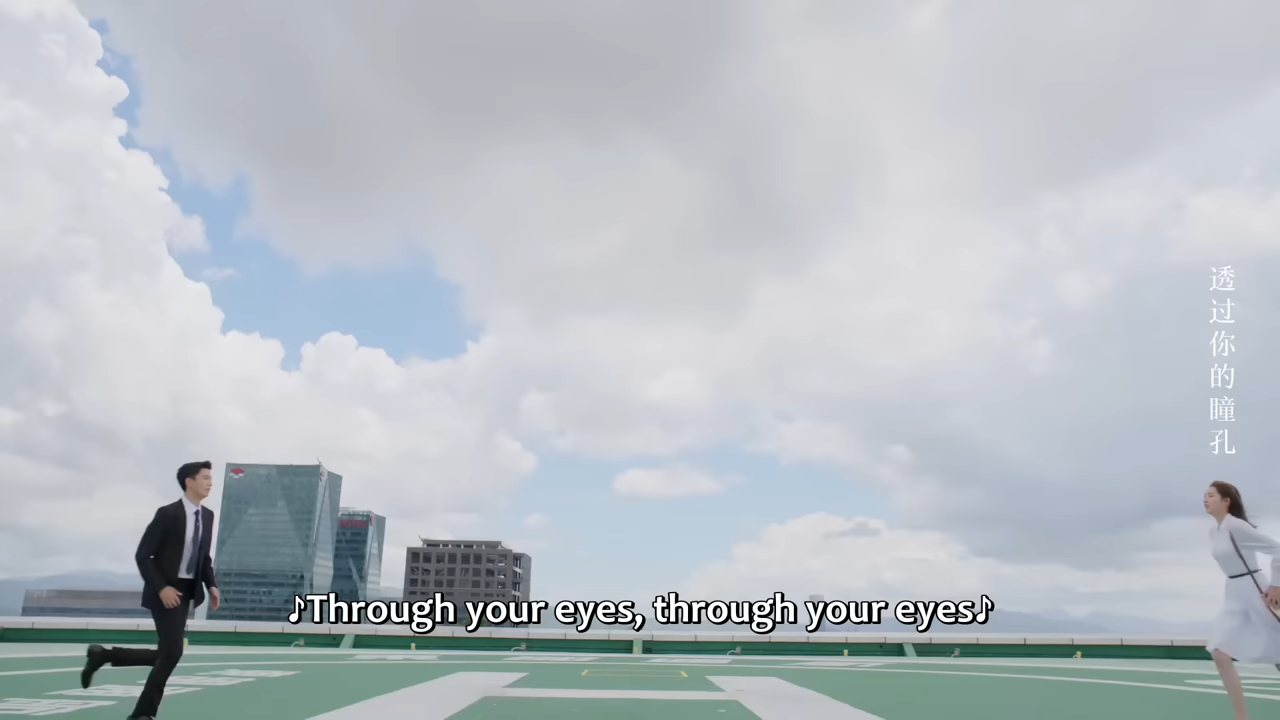 透过你的瞳孔
♪Through your eyes, through your eyes♪
H